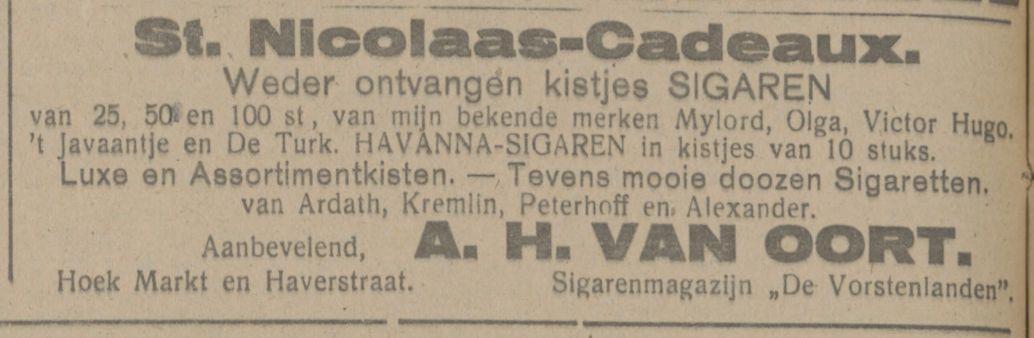 St. Nicolaas-Cadeaux.
Weder ontvangen kistjes SIGAREN
van 25, 50 en 100 st, van mijn bekende merken Mylord, Olga, Victor Hugo,
't Javaantje en De Turk. HAVANNA-SIGAREN in kistjes van 10 stuks.
Luxe en Assortimentkisten. — Tevens mooie doozen Sigaretten.
van Ardath, Kremlin, Peterhoff en Alexander.
Aanbevelend, A. H. VAN OORT.
Hoek Markt en Haverstraat. Sigarenmagazijn „De Vorstenlanden".